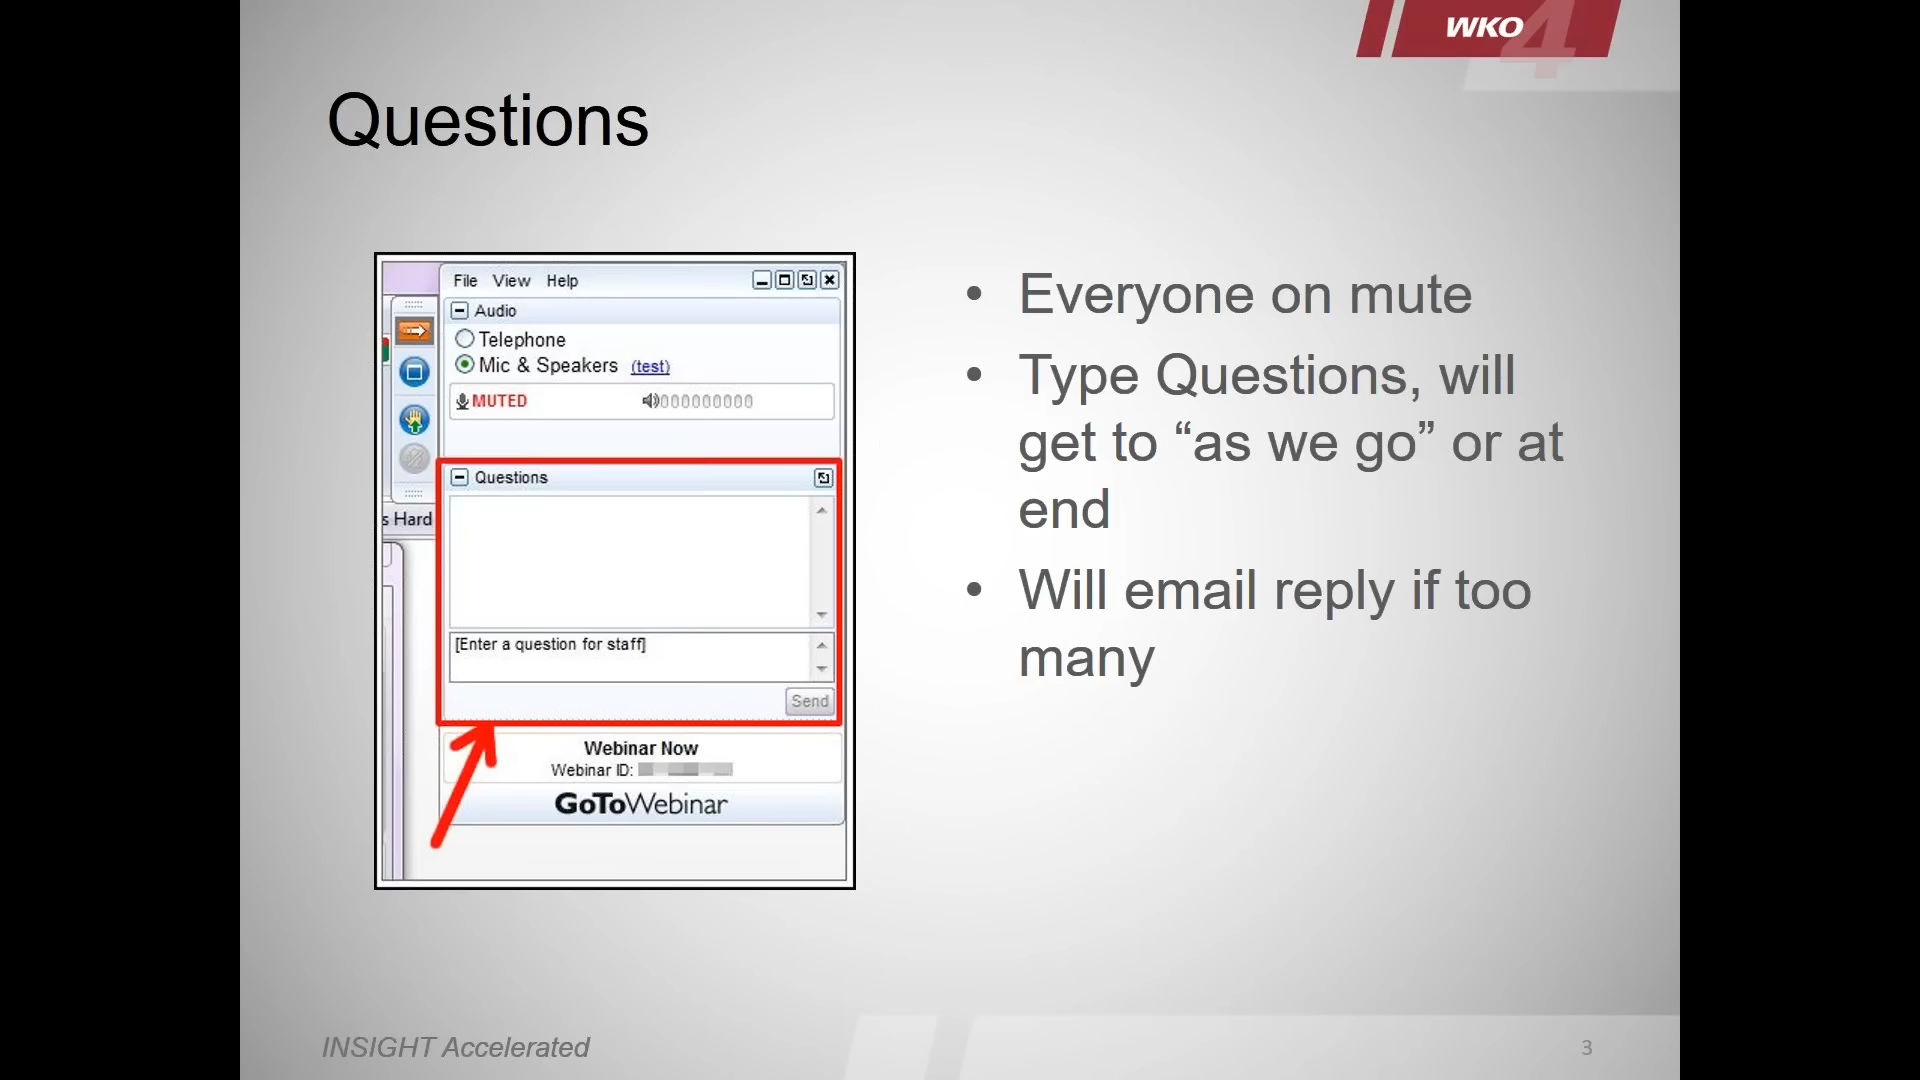 WKO 4
Questions
File View Help
Audio
Telephone
Mic & Speakers (test)
MUTED
s Hard
Questions
[Enter a question for staff]
Send
Webinar Now
Webinar ID:
GoToWebinar
• Everyone on mute
• Type Questions, will
get to “as we go” or at
end
• Will email reply if too
many
INSIGHT Accelerated
3